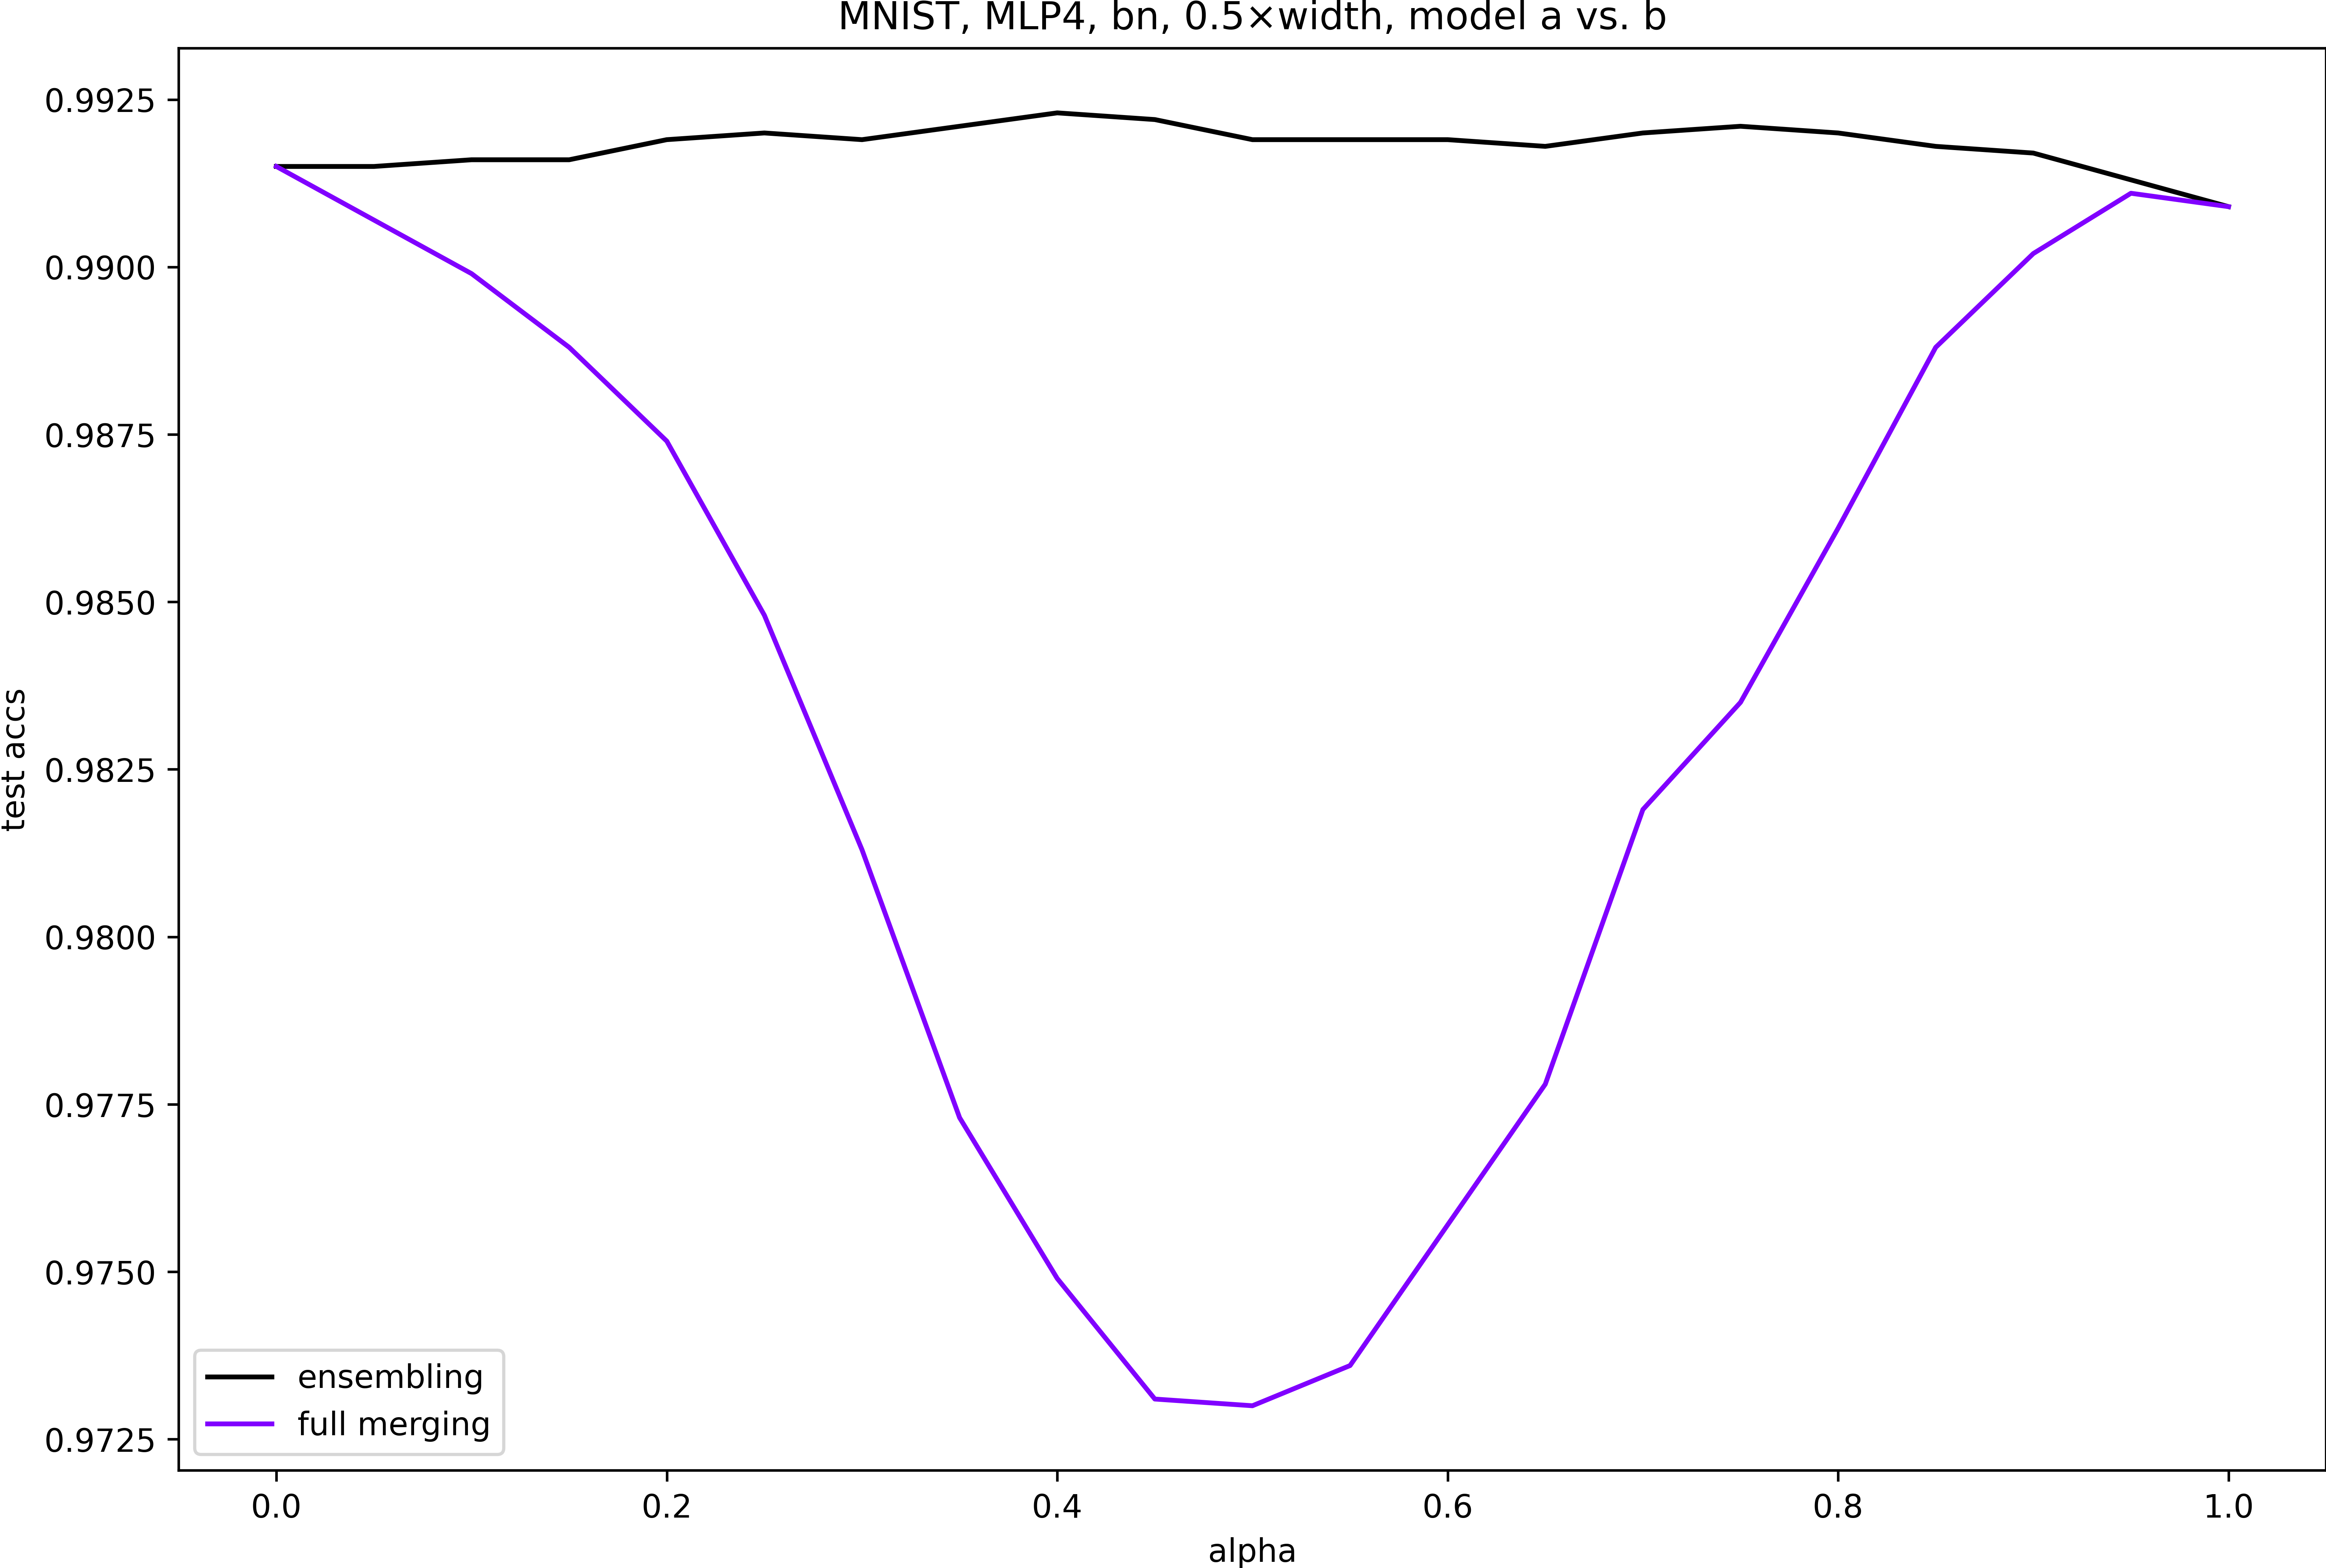 MNIST, MLP4, bn, 0.5×width, model a vs. b
test accs
0.9925
0.9900
0.9875
0.9850
0.9825
0.9800
0.9775
0.9750
0.9725
ensembling
full merging
0.0 0.2 0.4 0.6 0.8 1.0
alpha